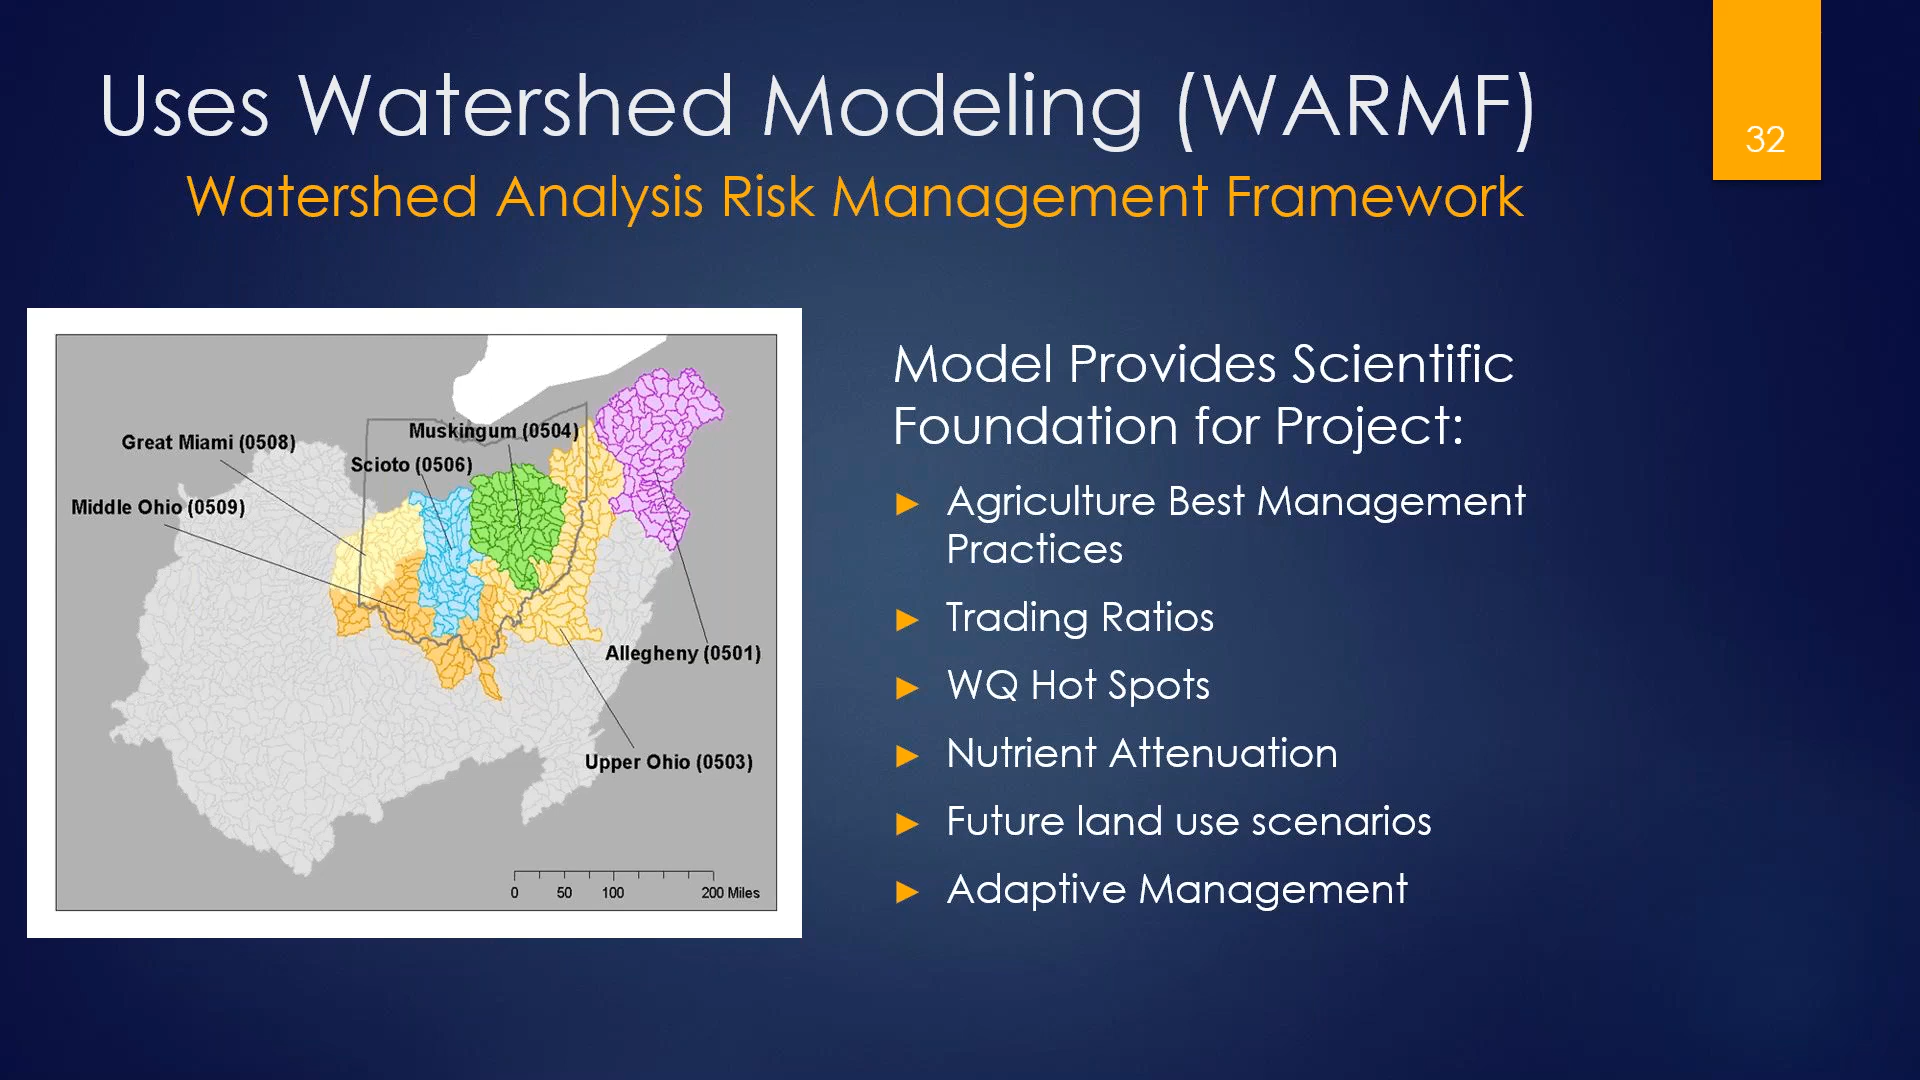 Uses Watershed Modeling (WARMF)
32
Watershed Analysis Risk Management Framework
Great Miami (0508)
Muskingum (0504)
Scioto (0506)
Middle Ohio (0509)
Allegheny (0501)
Upper Ohio (0503)
0 50 100 200 Miles
Model Provides Scientific
Foundation for Project:
► Agriculture Best Management
Practices
► Trading Ratios
► WQ Hot Spots
► Nutrient Attenuation
► Future land use scenarios
► Adaptive Management